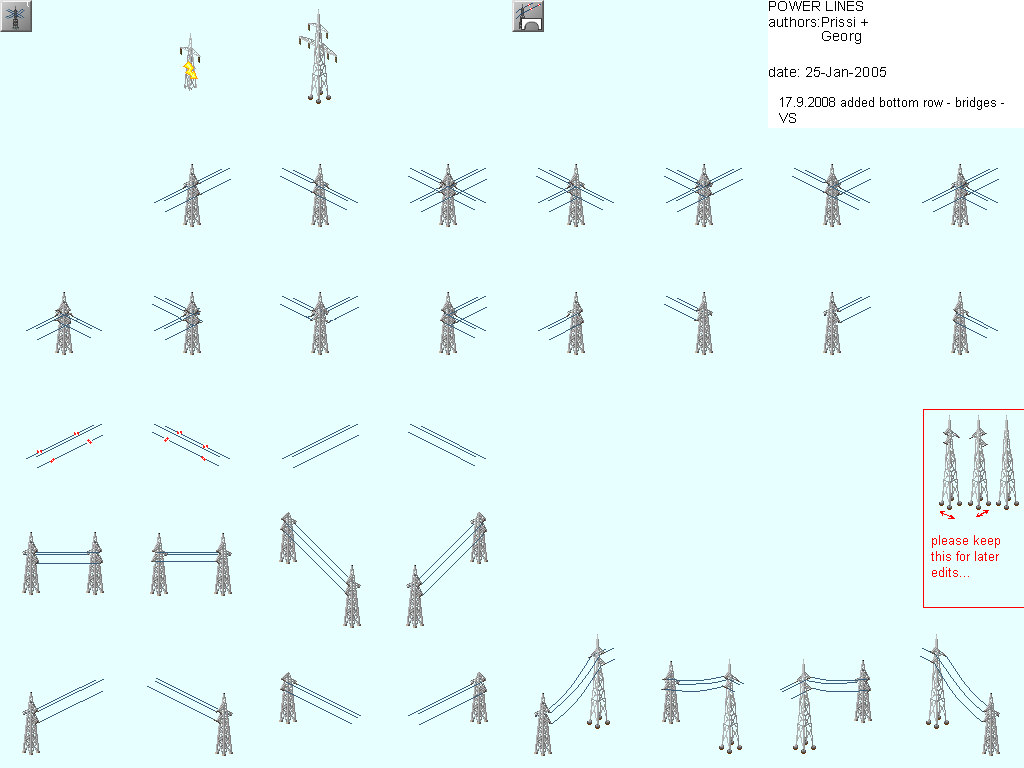 POWER LINES
authors:Prissi +
Georg
date: 25-Jan-2005
17.9.2008 added bottom row - bridges -
VS
please keep
this for later
edits...